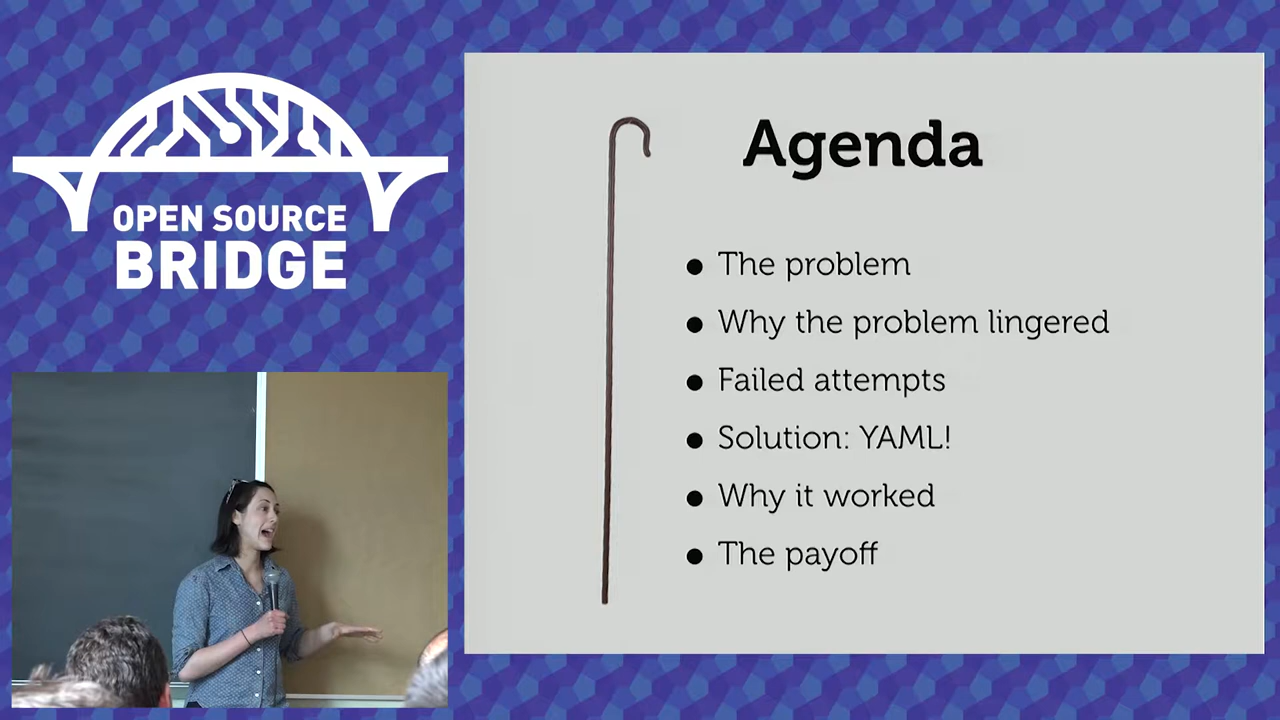 OPEN SOURCE
BRIDGE
Agenda
● The problem
● Why the problem lingered
● Failed attempts
● Solution: YAML!
● Why it worked
● The payoff